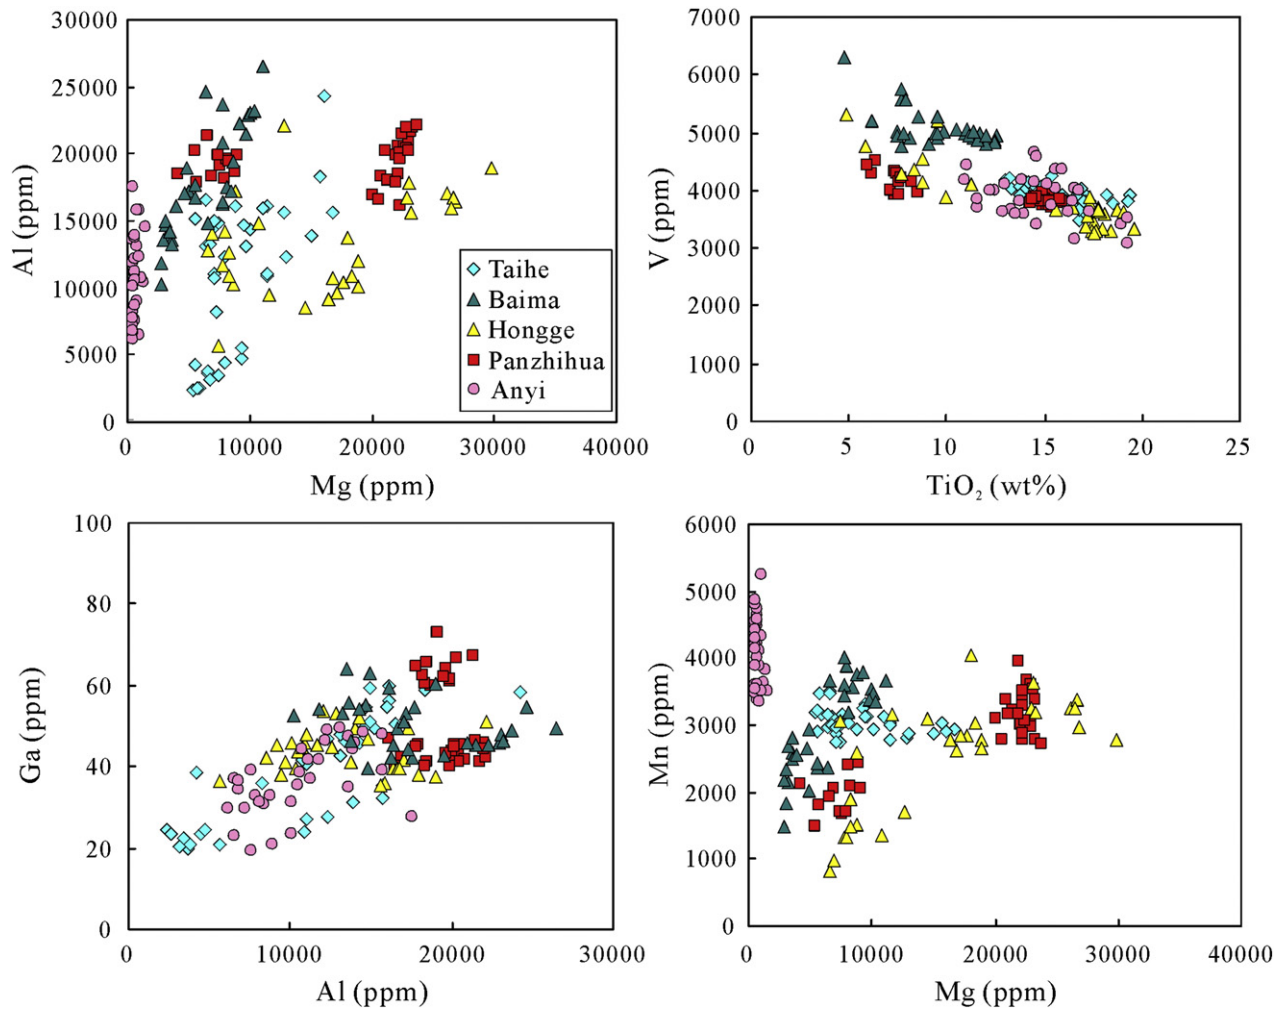 30000
25000
20000
15000
10000
5000
0
Al (ppm)
0 10000 20000 30000 40000
Mg (ppm)
Taihe
Baima
Hongge
Panzhihua
Anyi
7000
6000
5000
4000
3000
2000
1000
0
V (ppm)
0 5 10 15 20 25
TiO₂ (wt%)
100
80
60
40
20
0
Ga (ppm)
0 10000 20000 30000
Al (ppm)
6000
5000
4000
3000
2000
1000
0
Mn (ppm)
0 10000 20000 30000 40000
Mg (ppm)